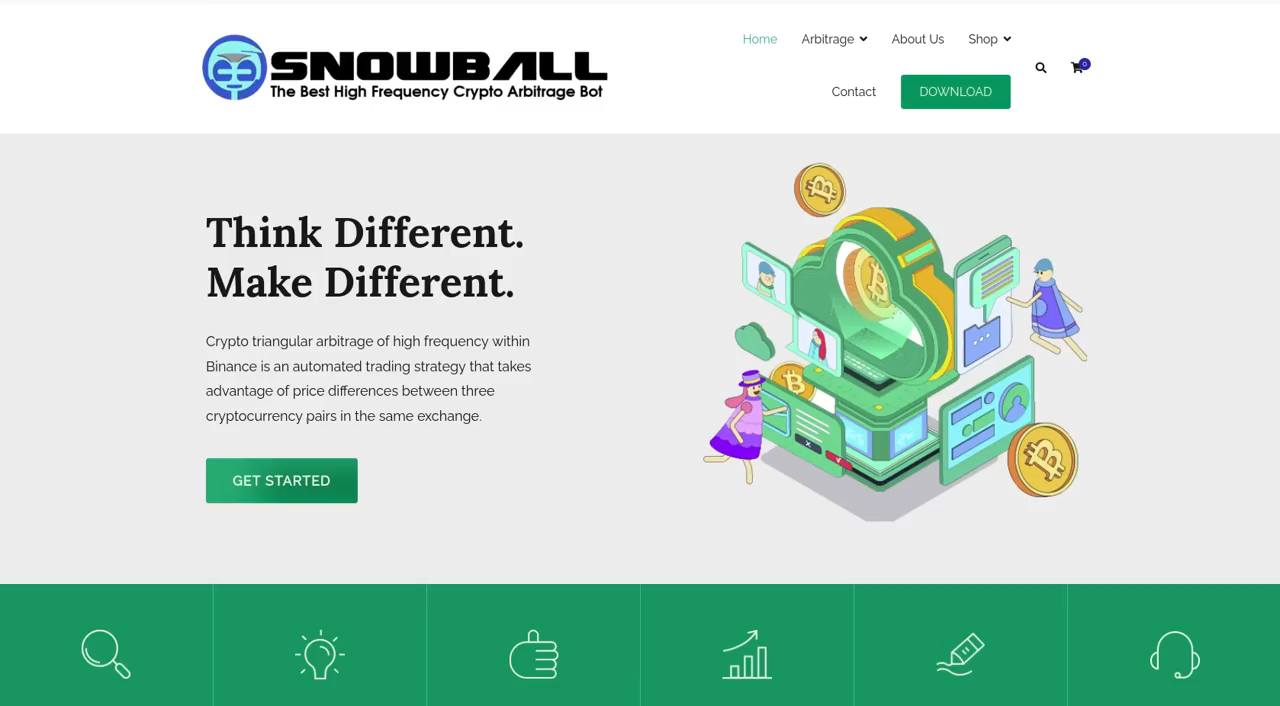 SNOWBALL
The Best High Frequency Crypto Arbitrage Bot
Home Arbitrage About Us Shop
0
Contact DOWNLOAD
Think Different.
Make Different.
Crypto triangular arbitrage of high frequency within
Binance is an automated trading strategy that takes
advantage of price differences between three
cryptocurrency pairs in the same exchange.
GET STARTED